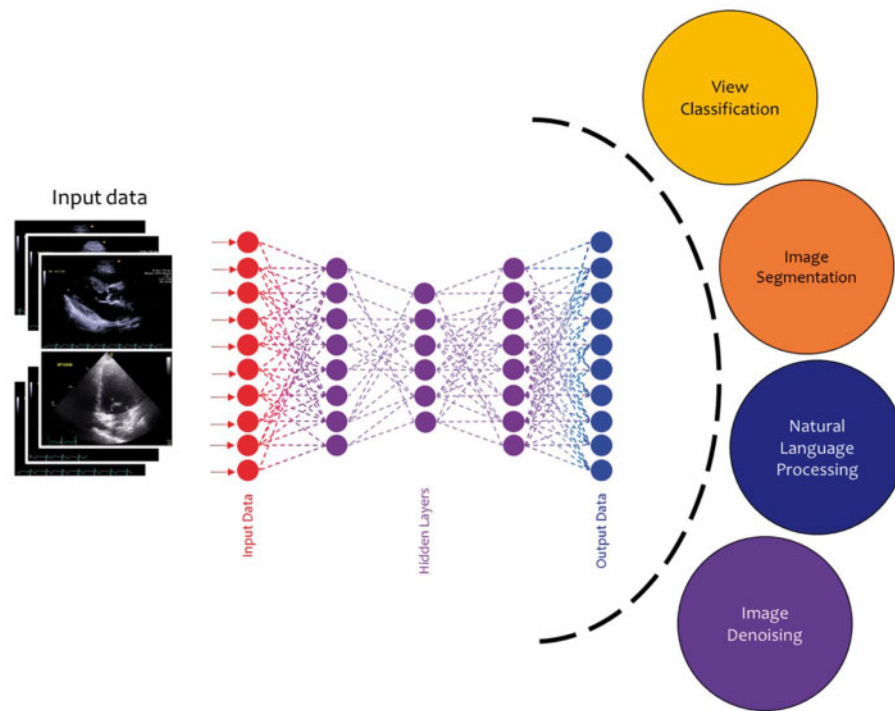 View
Classification
Input data
Image
Segmentation
Natural
Language
Processing
Input Data
Hidden Layers
Output Data
Image
Denoising